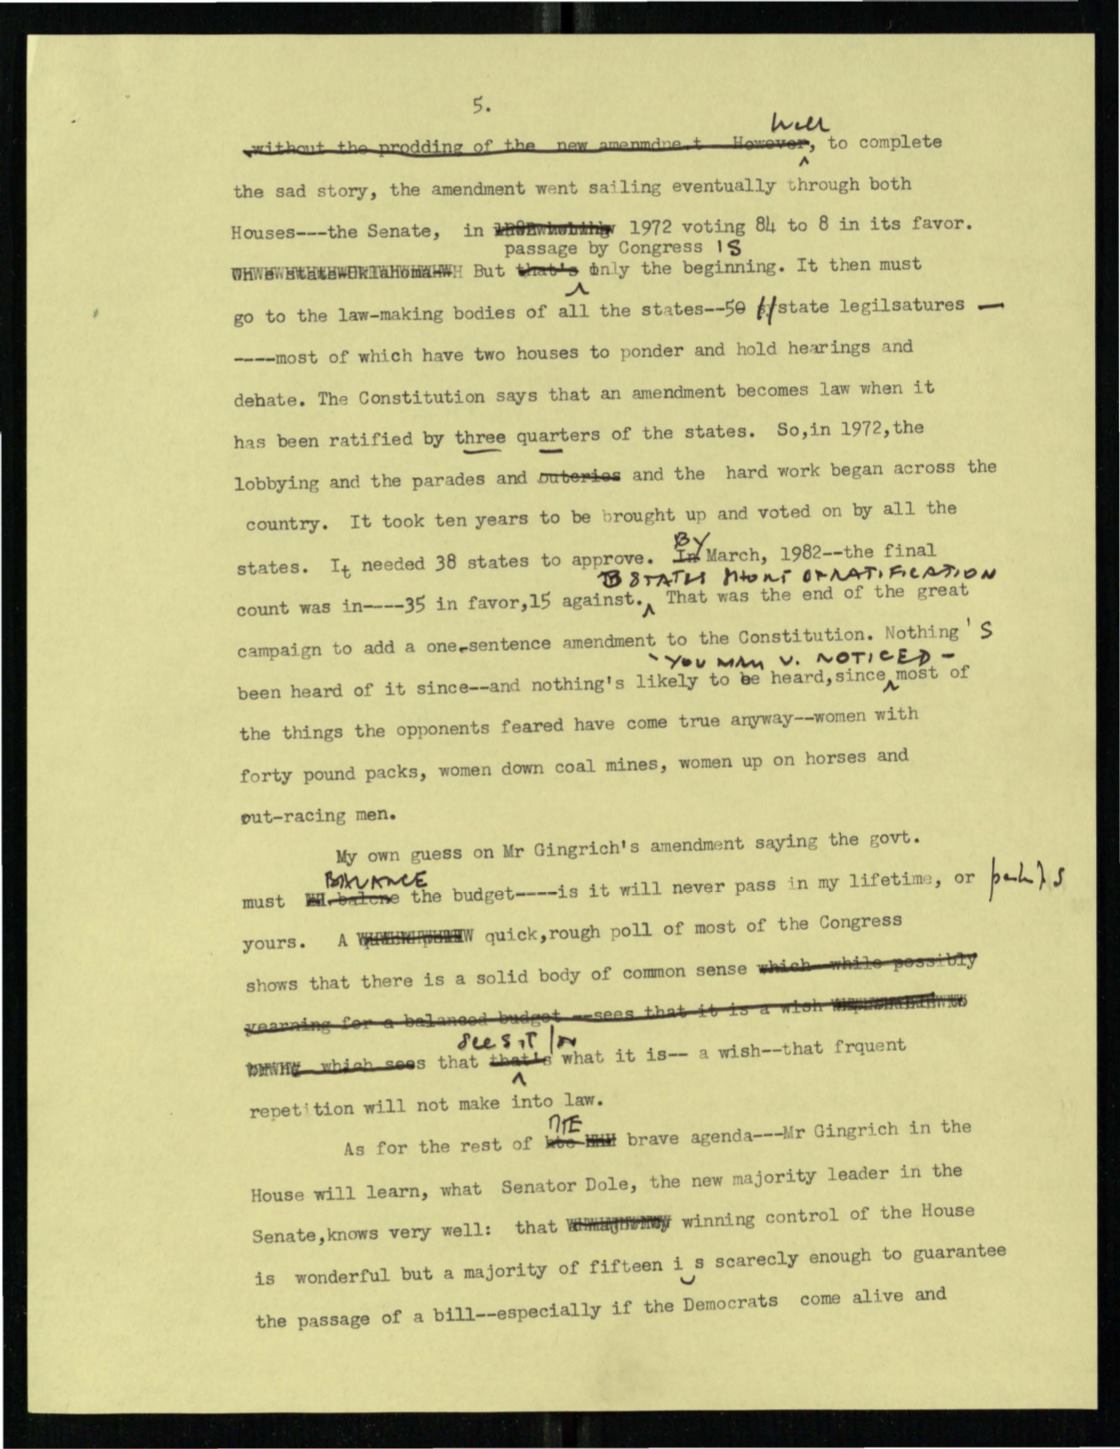 5.
Well
without the prodding of the new amenmdne.t However, to complete
the sad story, the amendment went sailing eventually through both
Houses---the Senate, in 1972 voting 84 to 8 in its favor.
passage by Congress IS
But that's only the beginning. It then must
go to the law-making bodies of all the states--50 state legilsatures —
----most of which have two houses to ponder and hold hearings and
debate. The Constitution says that an amendment becomes law when it
has been ratified by three quarters of the states. So,in 1972,the
lobbying and the parades and outcries and the hard work began across the
country. It took ten years to be brought up and voted on by all the
BY
states. It needed 38 states to approve. In March, 1982--the final
3 STATES SHORT OF RATIFICATION
count was in----35 in favor,15 against. That was the end of the great
campaign to add a one-sentence amendment to the Constitution. Nothing's
YOU MAY V. NOTICED —
been heard of it since--and nothing's likely to be heard,since most of
the things the opponents feared have come true anyway--women with
forty pound packs, women down coal mines, women up on horses and
out-racing men.
My own guess on Mr Gingrich's amendment saying the govt.
BALANCE
must balcne the budget----is it will never pass in my lifetime, or
yours. A quick,rough poll of most of the Congress
shows that there is a solid body of common sense which while possibly
yearning for a balanced budget --sees that it is a wish
sees it for
which sees that that's what it is-- a wish--that frquent
repetition will not make into law.
THE
As for the rest of brave agenda---Mr Gingrich in the
House will learn, what Senator Dole, the new majority leader in the
Senate,knows very well: that winning control of the House
is wonderful but a majority of fifteen i s scarecly enough to guarantee
the passage of a bill--especially if the Democrats come alive and